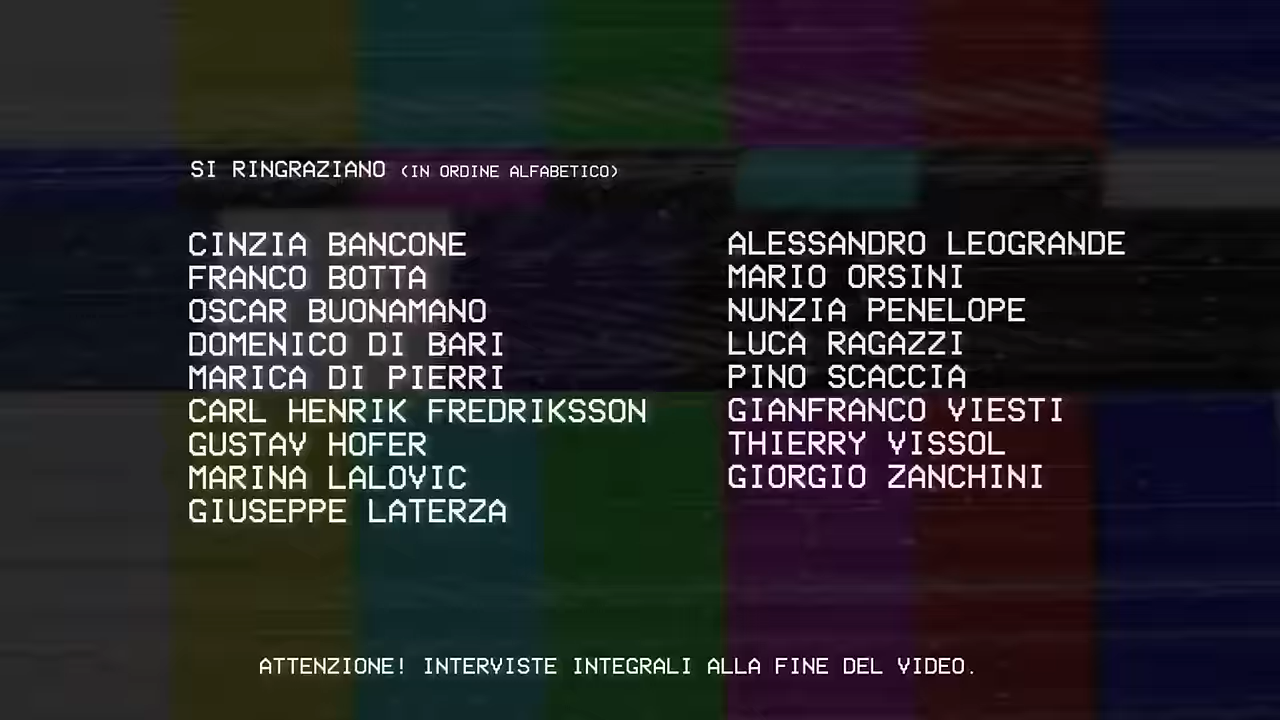 SI RINGRAZIANO (IN ORDINE ALFABETICO)
CINZIA BANCONE
FRANCO BOTTA
OSCAR BUONAMANO
DOMENICO DI BARI
MARICA DI PIERRI
CARL HENRIK FREDRIKSSON
GUSTAV HOFER
MARINA LALOVIC
GIUSEPPE LATERZA
ALESSANDRO LEOGRANDE
MARIO ORSINI
NUNZIA PENELOPE
LUCA RAGAZZI
PINO SCACCIA
GIANFRANCO VIESTI
THIERRY VISSOL
GIORGIO ZANCHINI
ATTENZIONE! INTERVISTE INTEGRALI ALLA FINE DEL VIDEO.